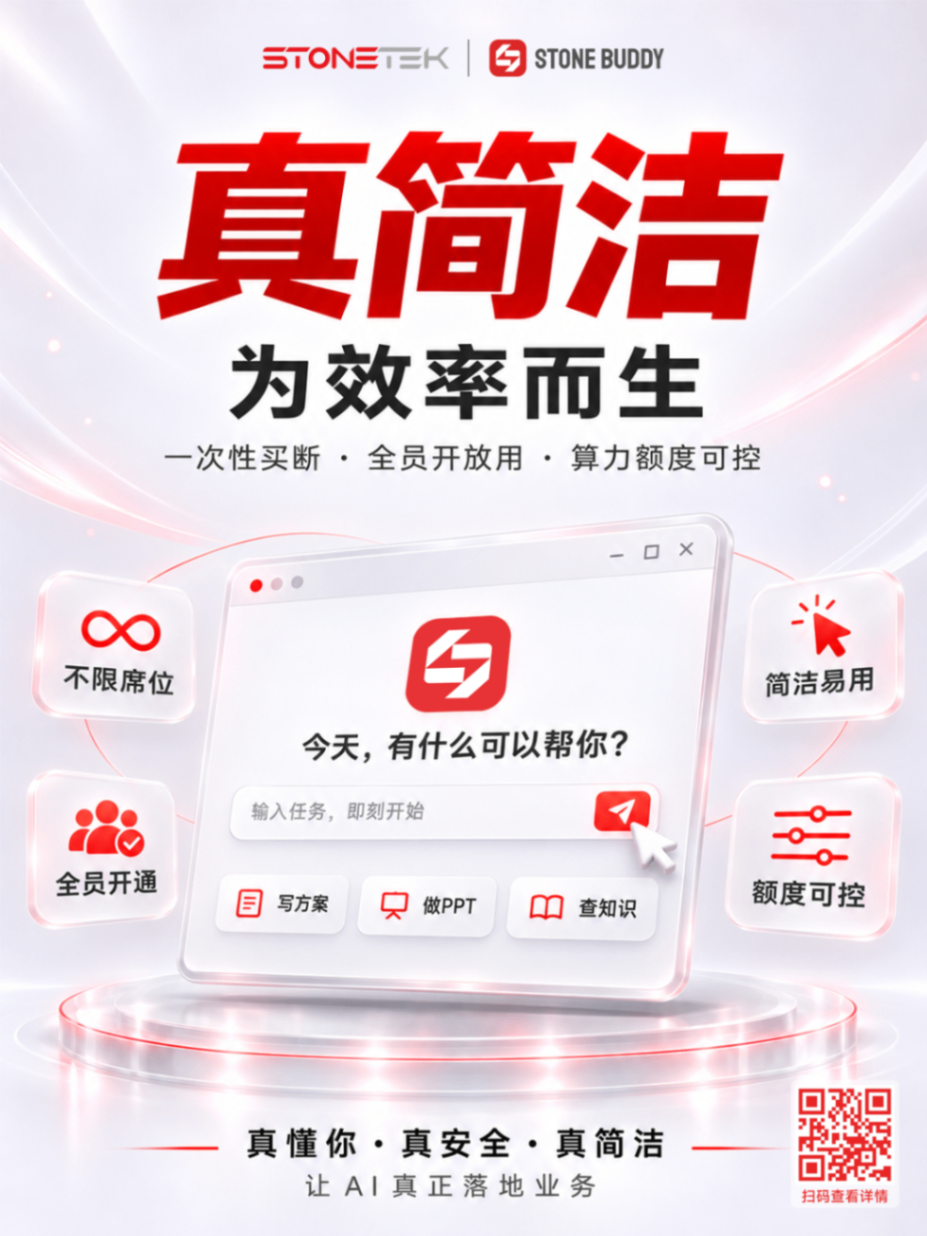 STONETEK | STONE BUDDY
真简洁
为效率而生
一次性买断 · 全员开放用 · 算力额度可控
不限席位
简洁易用
今天，有什么可以帮你？
输入任务，即刻开始
全员开通
额度可控
写方案
做PPT
查知识
真懂你 · 真安全 · 真简洁
让AI真正落地业务
扫码查看详情